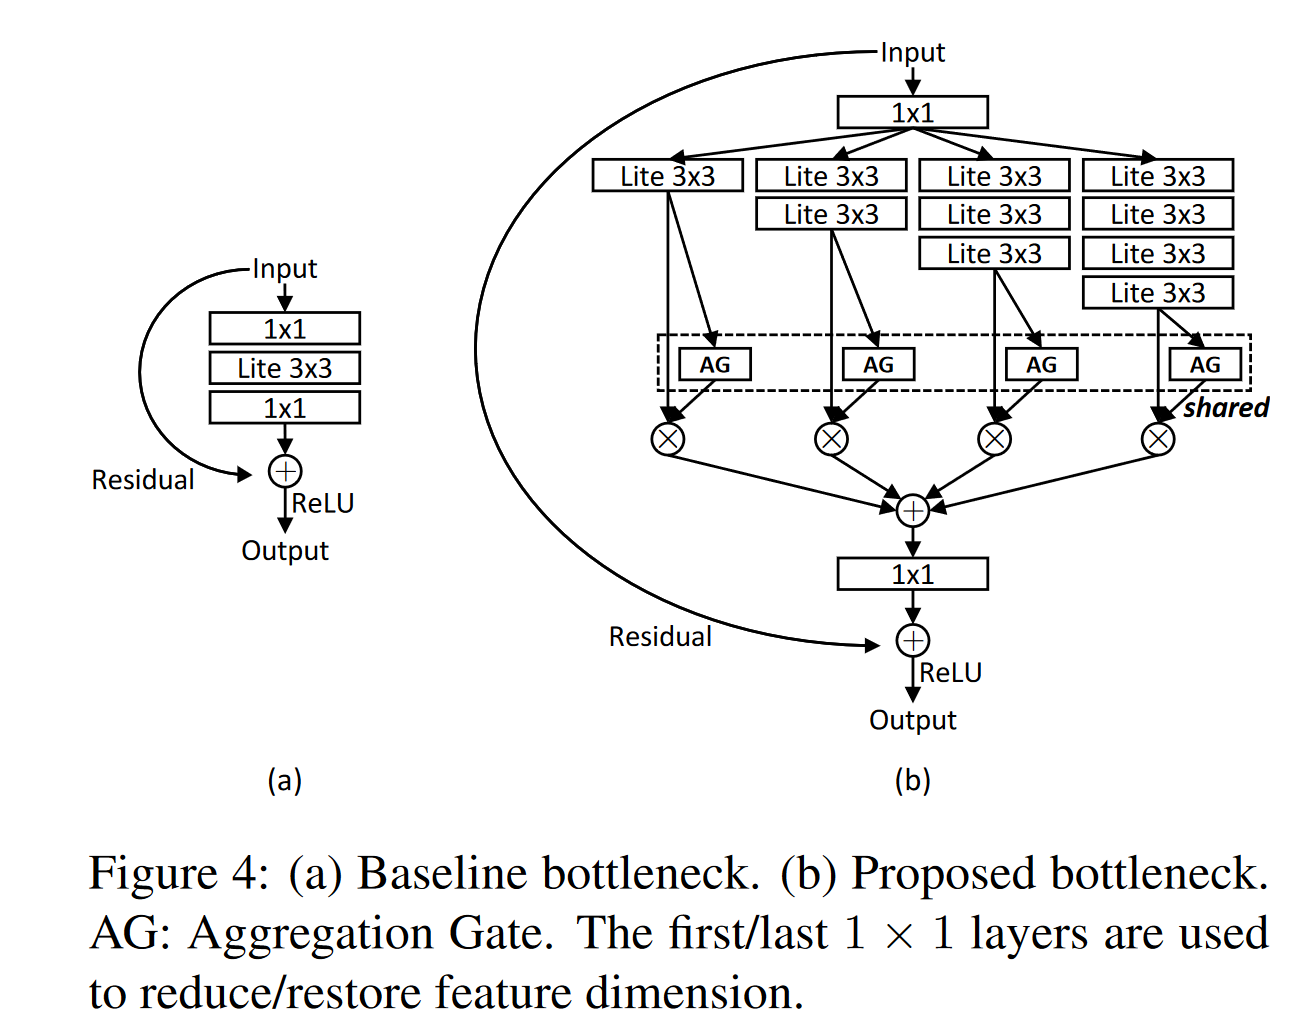 Input
1x1
Lite 3x3
1x1
Residual
ReLU
Output
(a)
Input
1x1
Lite 3x3 Lite 3x3 Lite 3x3 Lite 3x3
Lite 3x3 Lite 3x3 Lite 3x3
Lite 3x3 Lite 3x3
Lite 3x3
AG AG AG AG
shared
1x1
Residual
ReLU
Output
(b)
Figure 4: (a) Baseline bottleneck. (b) Proposed bottleneck.
AG: Aggregation Gate. The first/last 1 × 1 layers are used
to reduce/restore feature dimension.